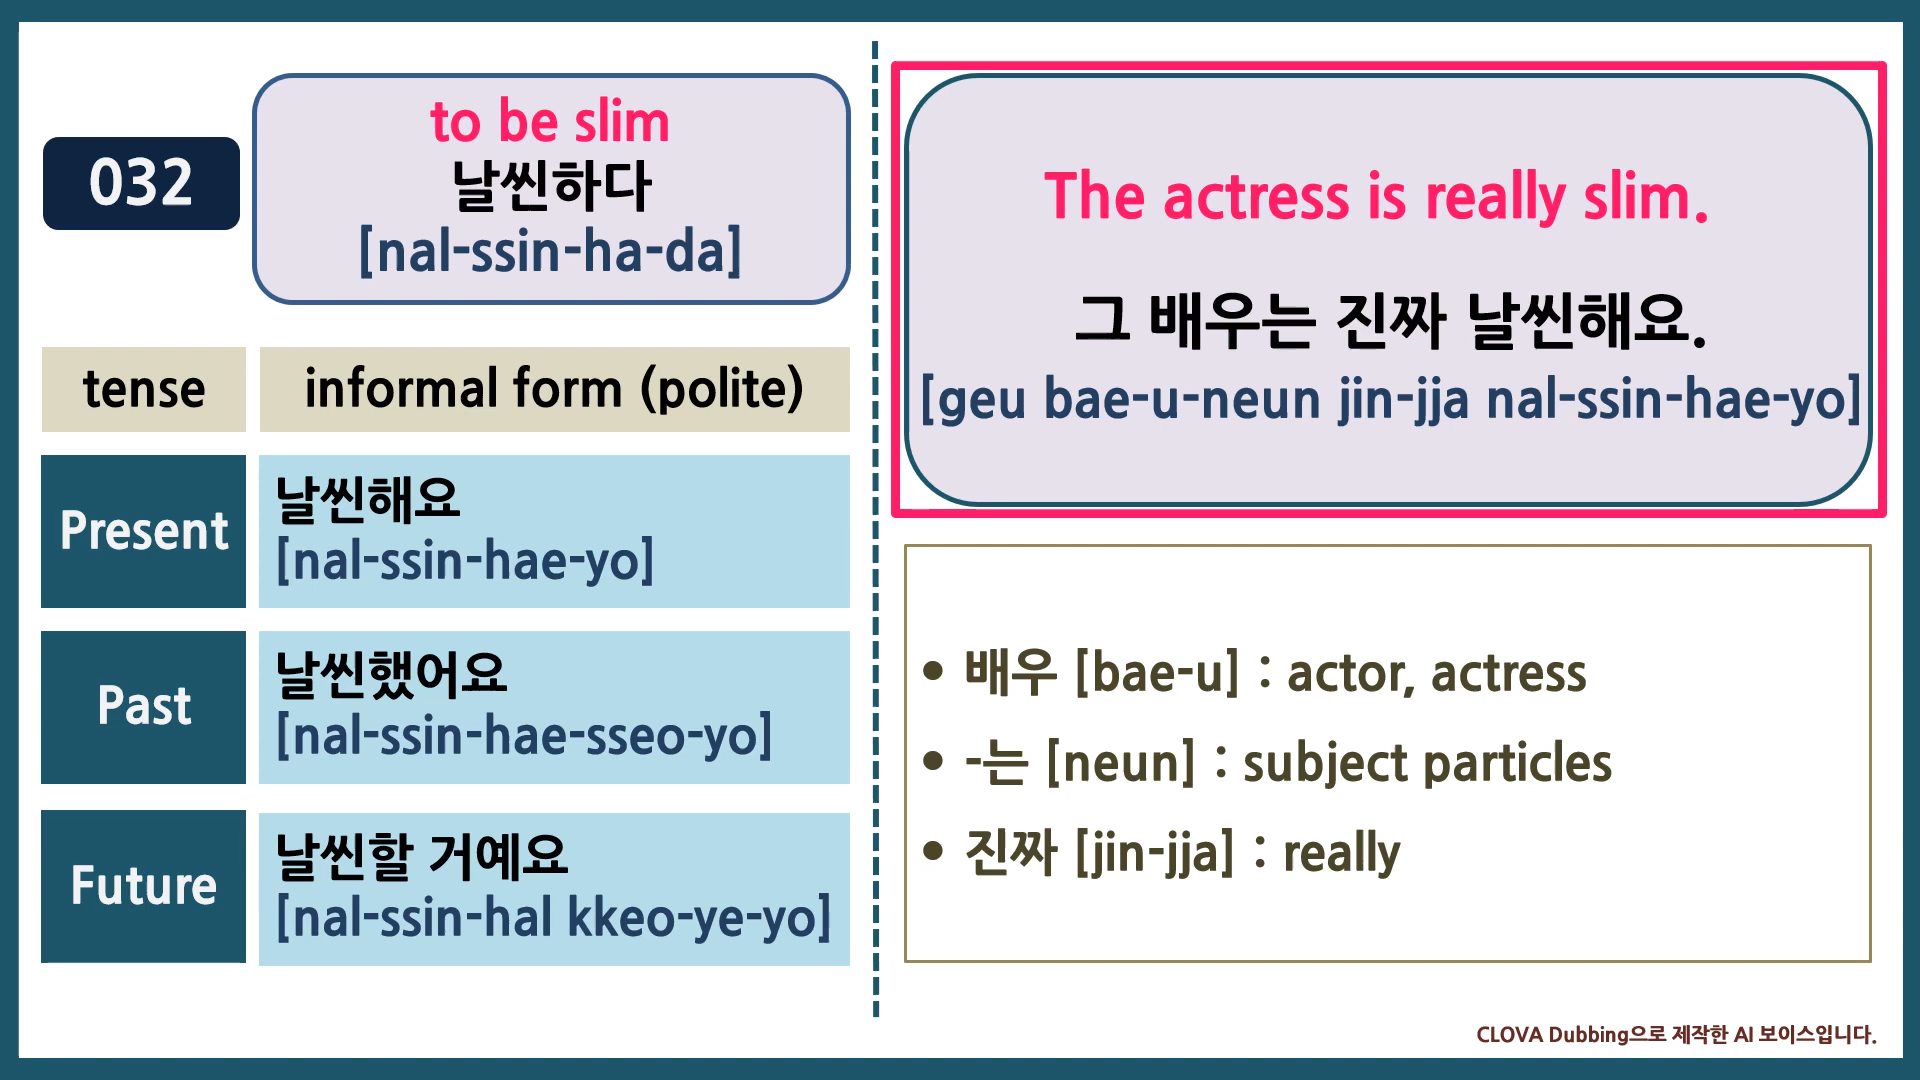 032
to be slim
날씬하다
[nal-ssin-ha-da]
tense
informal form (polite)
Present
날씬해요
[nal-ssin-hae-yo]
Past
날씬했어요
[nal-ssin-hae-sseo-yo]
Future
날씬할 거예요
[nal-ssin-hal kkeo-ye-yo]
The actress is really slim.
그 배우는 진짜 날씬해요.
[geu bae-u-neun jin-jja nal-ssin-hae-yo]
• 배우 [bae-u] : actor, actress
• -는 [neun] : subject particles
• 진짜 [jin-jja] : really
CLOVA Dubbing으로 제작한 AI 보이스입니다.